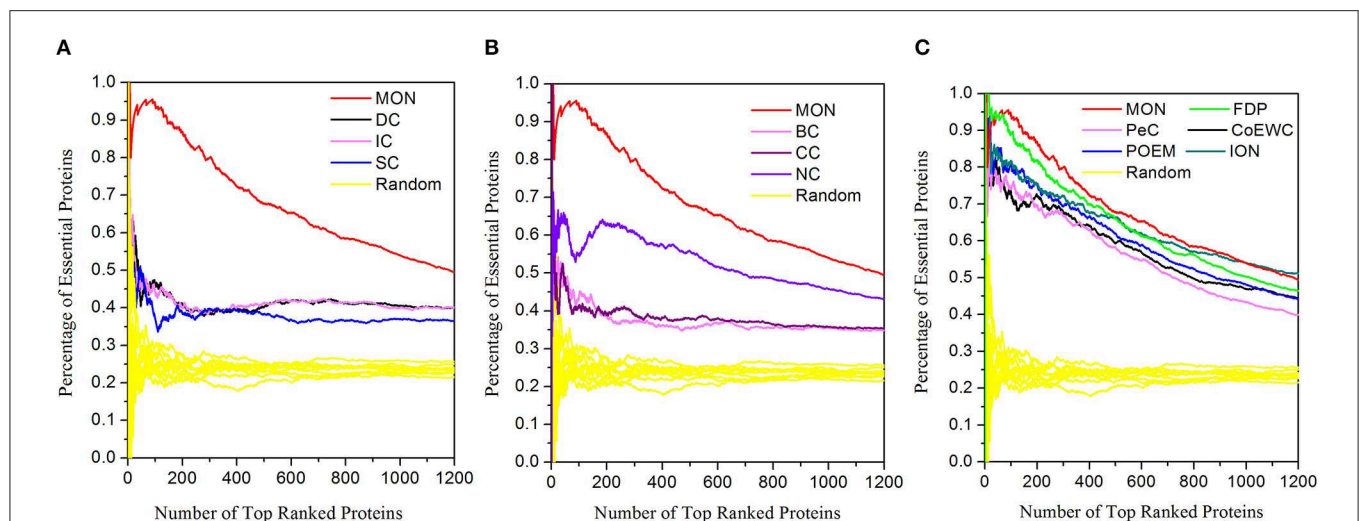 A
Percentage of Essential Proteins
1.0
0.9
0.8
0.7
0.6
0.5
0.4
0.3
0.2
0.1
0.0
MON
DC
IC
SC
Random
0 200 400 600 800 1000 1200
Number of Top Ranked Proteins
B
Percentage of Essential Proteins
1.0
0.9
0.8
0.7
0.6
0.5
0.4
0.3
0.2
0.1
0.0
MON
BC
CC
NC
Random
0 200 400 600 800 1000 1200
Number of Top Ranked Proteins
C
Percentage of Essential Proteins
1.0
0.9
0.8
0.7
0.6
0.5
0.4
0.3
0.2
0.1
0.0
MON FDP
PeC CoEWC
POEM ION
Random
0 200 400 600 800 1000 1200
Number of Top Ranked Proteins